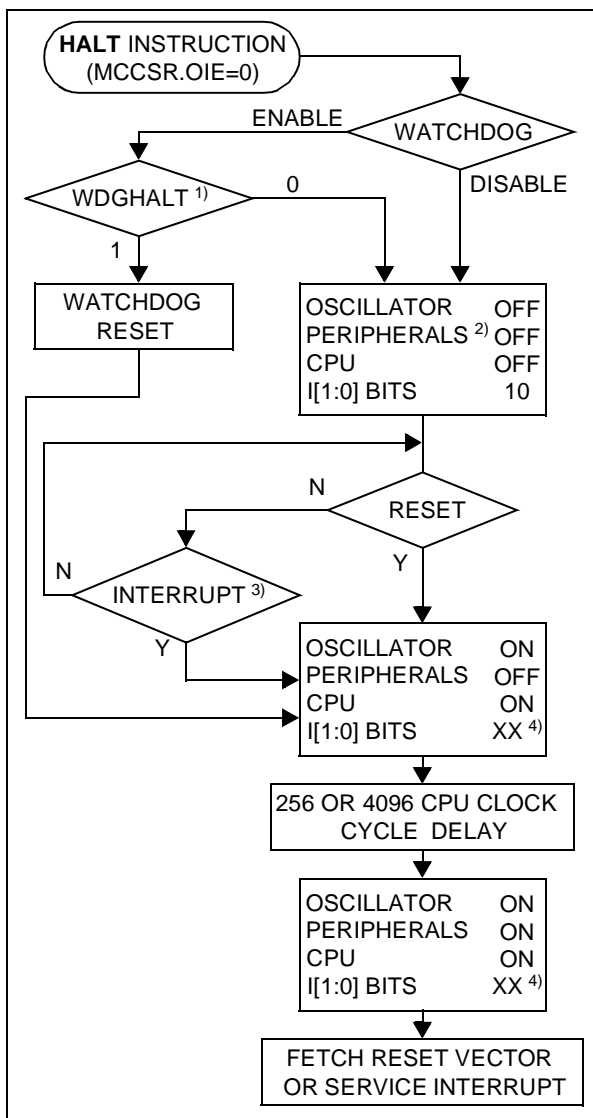 HALT INSTRUCTION
(MCCSR.OIE=0)
ENABLE
WATCHDOG
WDGHALT 1)
0
DISABLE
1
WATCHDOG
RESET
OSCILLATOR OFF
PERIPHERALS 2) OFF
CPU OFF
I[1:0] BITS 10
N
RESET
N
INTERRUPT 3)
Y
Y
OSCILLATOR ON
PERIPHERALS OFF
CPU ON
I[1:0] BITS XX 4)
256 OR 4096 CPU CLOCK
CYCLE DELAY
OSCILLATOR ON
PERIPHERALS ON
CPU ON
I[1:0] BITS XX 4)
FETCH RESET VECTOR
OR SERVICE INTERRUPT